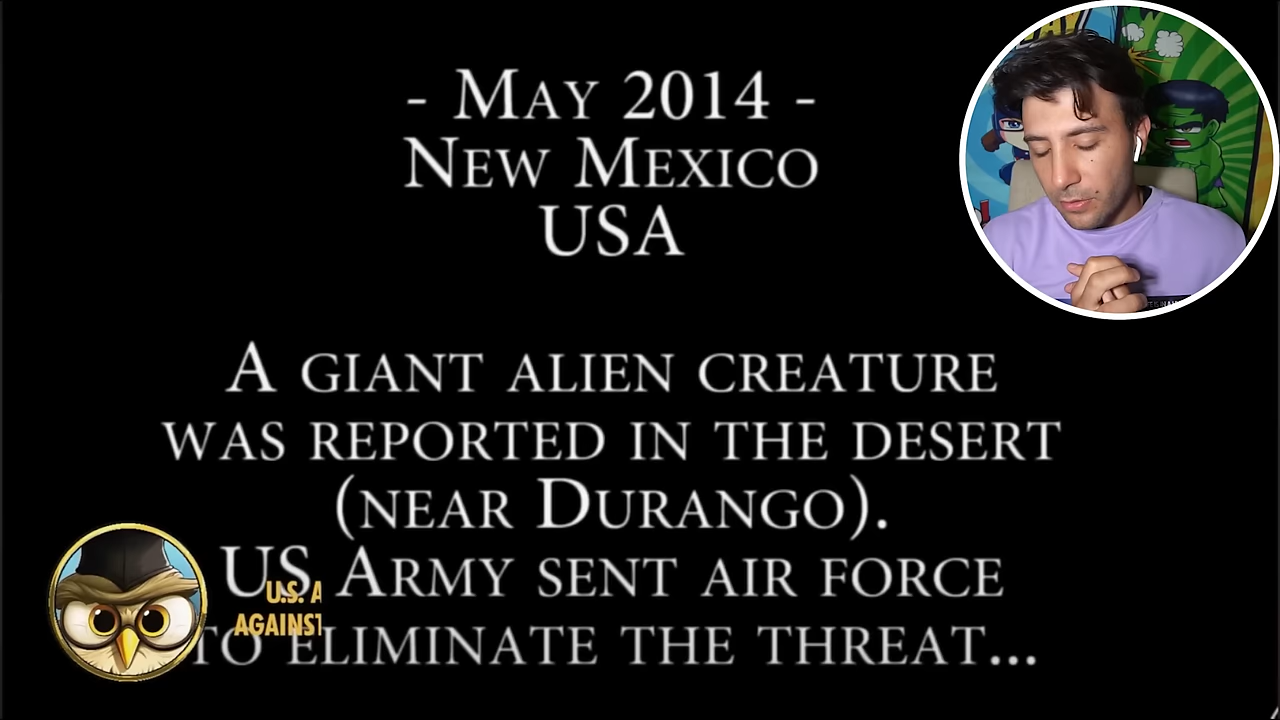 - MAY 2014 -
NEW MEXICO
USA
A GIANT ALIEN CREATURE
WAS REPORTED IN THE DESERT
(NEAR DURANGO).
US ARMY SENT AIR FORCE
TO ELIMINATE THE THREAT...
U.S. A
AGAINST